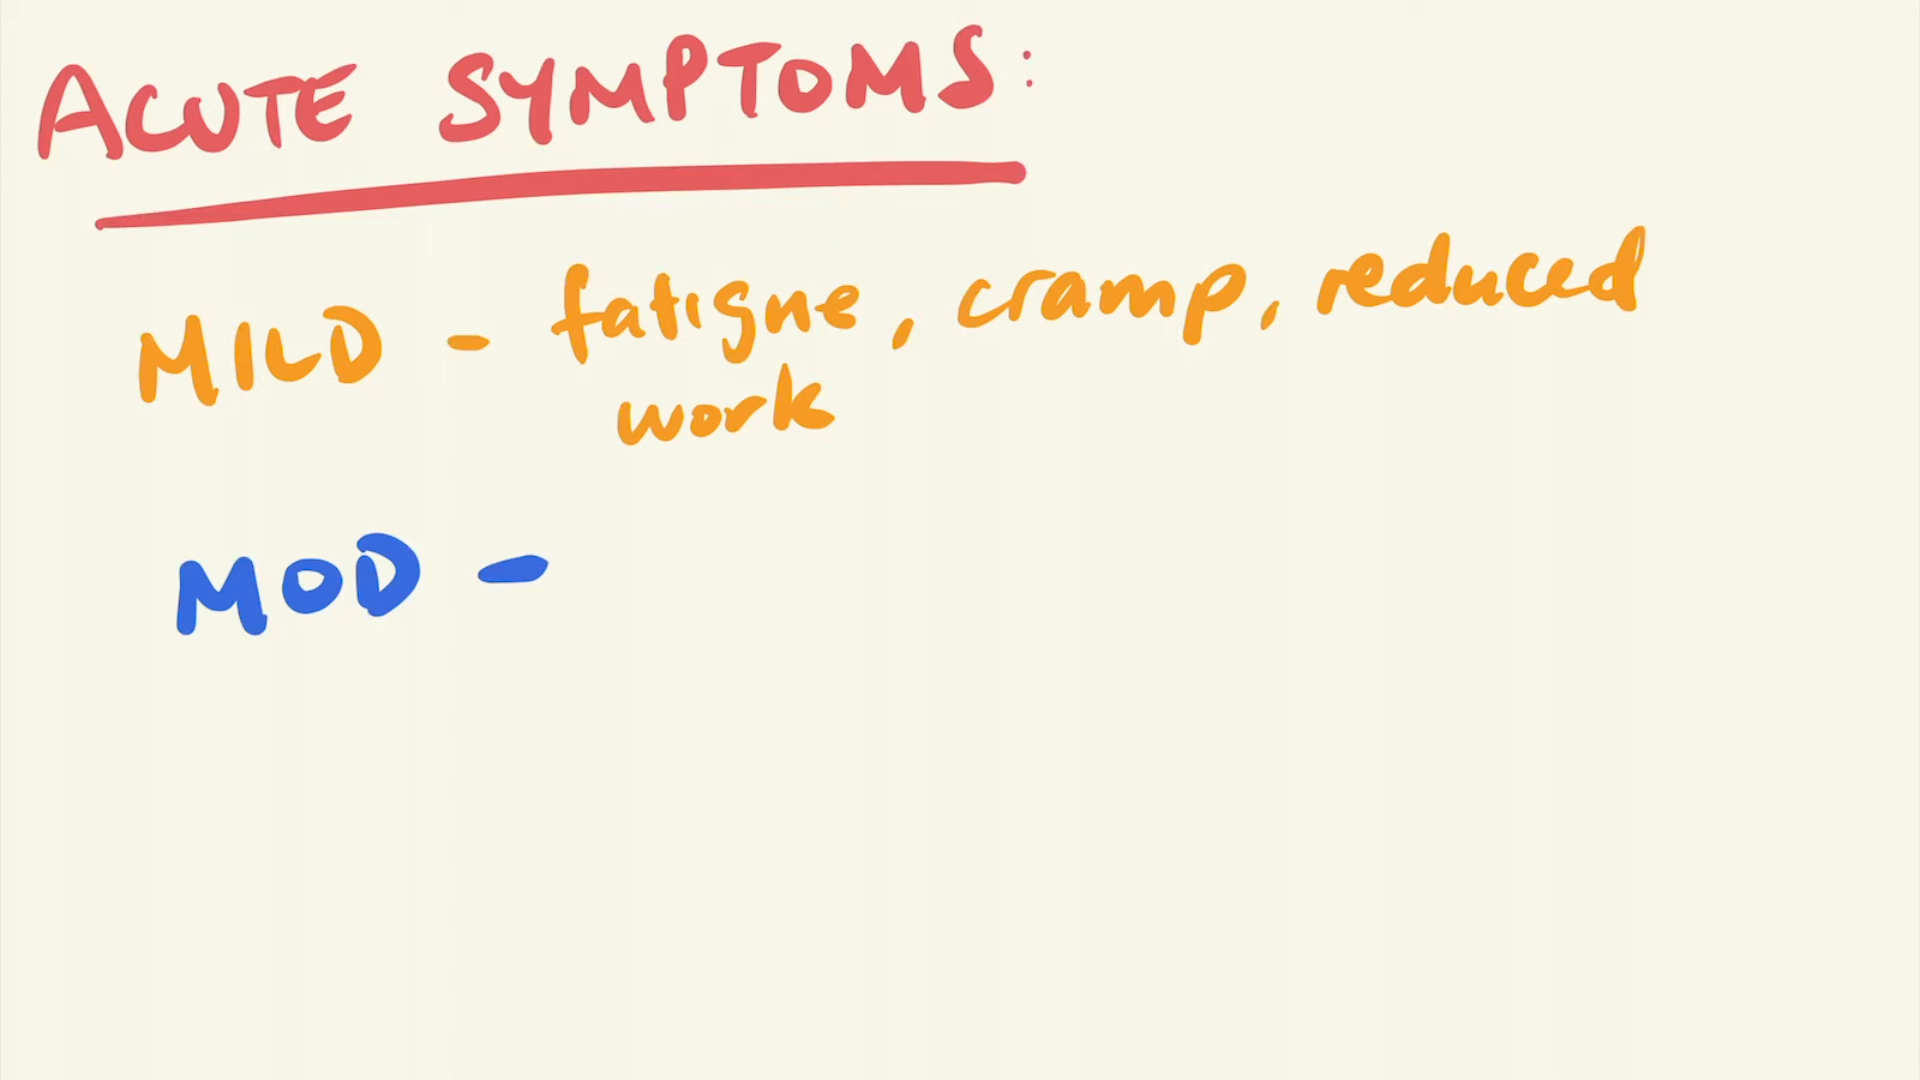 ACUTE SYMPTOMS:
MILD - fatigue, cramp, reduced
work
MOD -